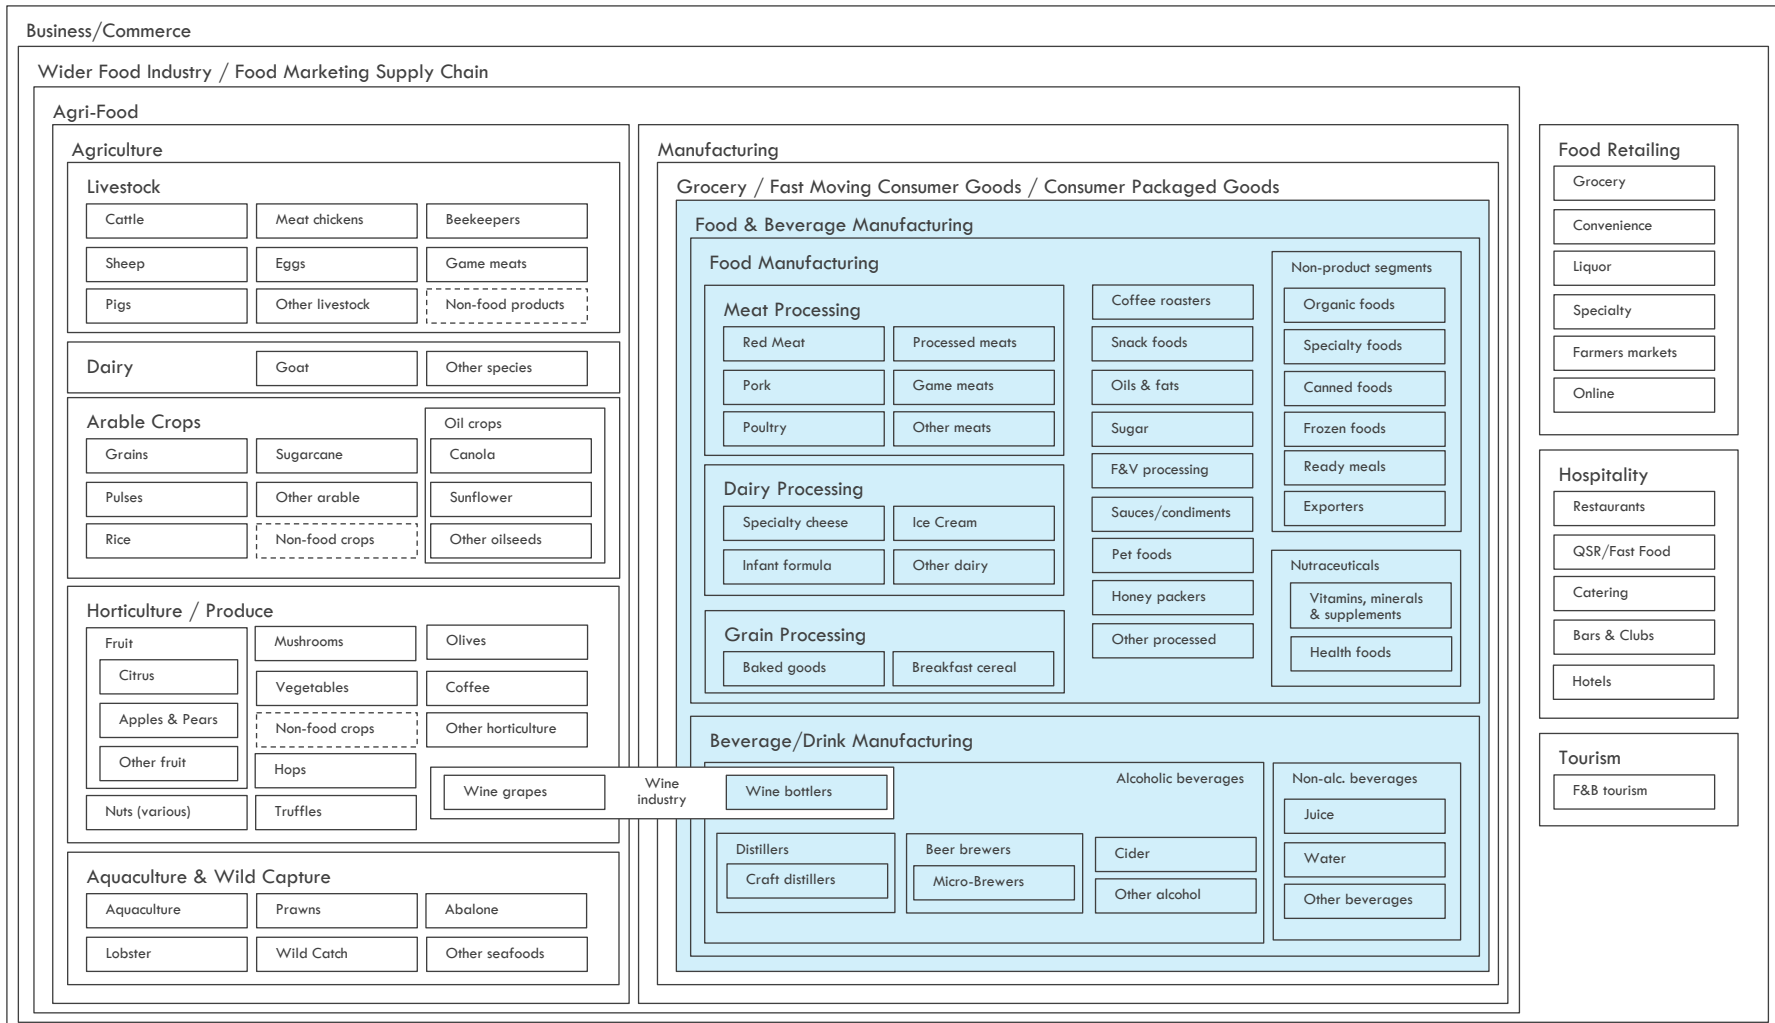 Business/Commerce
Wider Food Industry / Food Marketing Supply Chain
Agri-Food
Agriculture
Livestock
Cattle
Meat chickens
Beekeepers
Sheep
Eggs
Game meats
Pigs
Other livestock
Non-food products
Dairy
Goat
Other species
Arable Crops
Oil crops
Grains
Sugarcane
Canola
Pulses
Other arable
Sunflower
Rice
Non-food crops
Other oilseeds
Horticulture / Produce
Fruit
Mushrooms
Olives
Citrus
Vegetables
Coffee
Apples & Pears
Non-food crops
Other horticulture
Other fruit
Hops
Nuts (various)
Truffles
Wine grapes
Wine
industry
Wine bottlers
Aquaculture & Wild Capture
Aquaculture
Prawns
Abalone
Lobster
Wild Catch
Other seafoods
Manufacturing
Grocery / Fast Moving Consumer Goods / Consumer Packaged Goods
Food & Beverage Manufacturing
Food Manufacturing
Meat Processing
Red Meat
Processed meats
Pork
Game meats
Poultry
Other meats
Dairy Processing
Specialty cheese
Ice Cream
Infant formula
Other dairy
Grain Processing
Baked goods
Breakfast cereal
Coffee roasters
Snack foods
Oils & fats
Sugar
F&V processing
Sauces/condiments
Pet foods
Honey packers
Other processed
Non-product segments
Organic foods
Specialty foods
Canned foods
Frozen foods
Ready meals
Exporters
Nutraceuticals
Vitamins, minerals
& supplements
Health foods
Beverage/Drink Manufacturing
Alcoholic beverages
Distillers
Craft distillers
Beer brewers
Micro-Brewers
Cider
Other alcohol
Non-alc. beverages
Juice
Water
Other beverages
Food Retailing
Grocery
Convenience
Liquor
Specialty
Farmers markets
Online
Hospitality
Restaurants
QSR/Fast Food
Catering
Bars & Clubs
Hotels
Tourism
F&B tourism